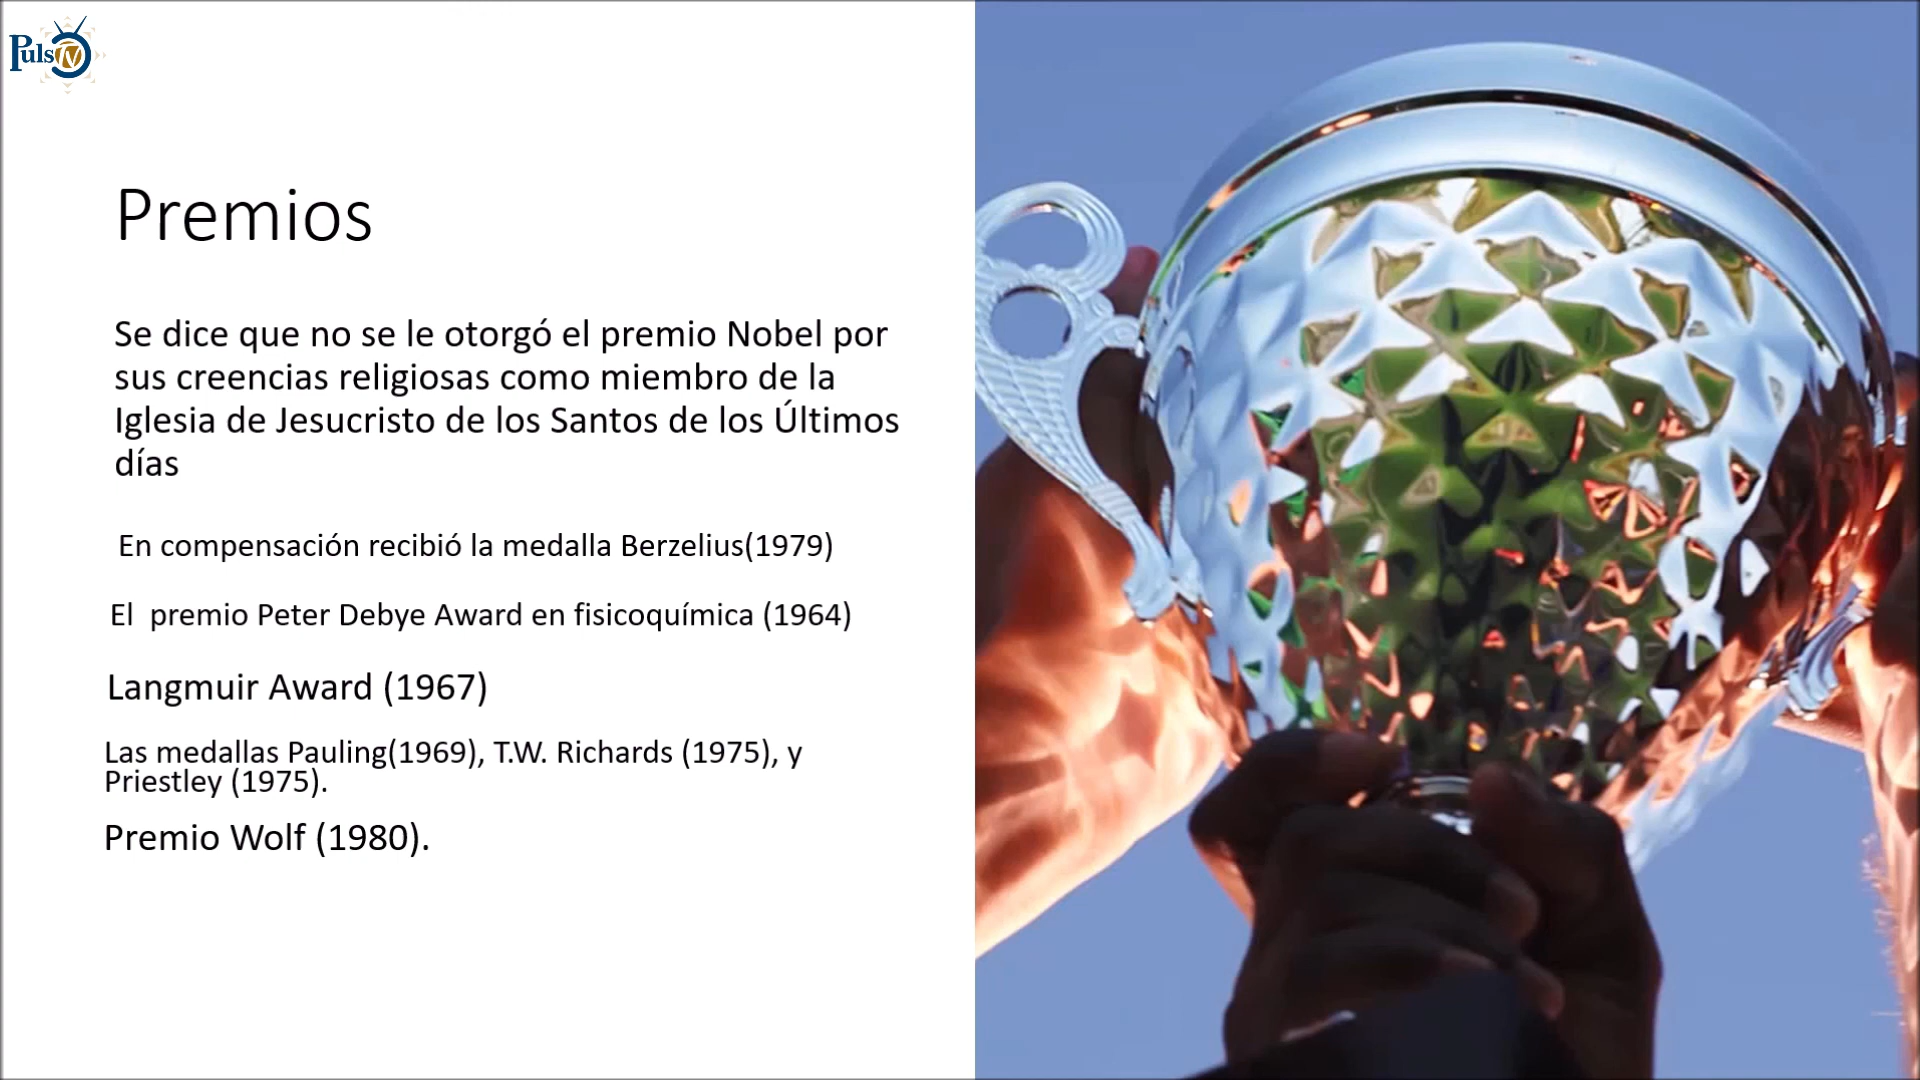 Puls TV
Premios
Se dice que no se le otorgó el premio Nobel por
sus creencias religiosas como miembro de la
Iglesia de Jesucristo de los Santos de los Últimos
días
En compensación recibió la medalla Berzelius(1979)
El  premio Peter Debye Award en fisicoquímica (1964)
Langmuir Award (1967)
Las medallas Pauling(1969), T.W. Richards (1975), y
Priestley (1975).
Premio Wolf (1980).